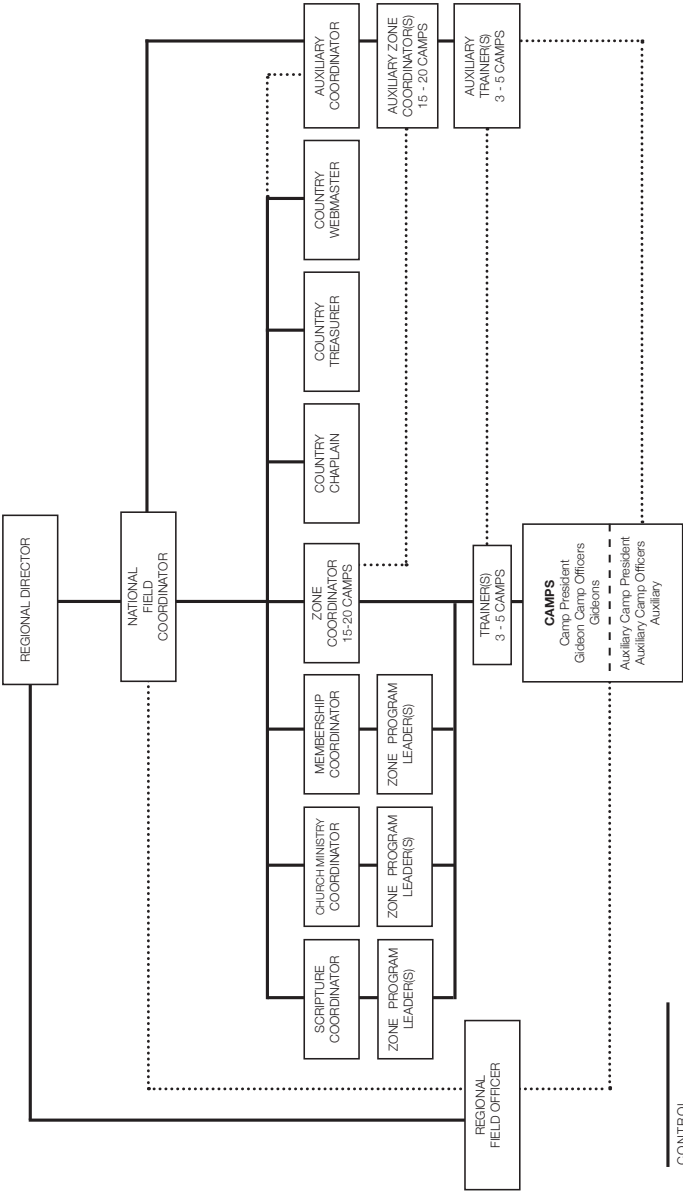 REGIONAL DIRECTOR
NATIONAL
FIELD
COORDINATOR
SCRIPTURE
COORDINATOR
CHURCH MINISTRY
COORDINATOR
MEMBERSHIP
COORDINATOR
ZONE
COORDINATOR
15-20 CAMPS
COUNTRY
CHAPLAIN
COUNTRY
TREASURER
COUNTRY
WEBMASTER
AUXILIARY
COORDINATOR
ZONE PROGRAM
LEADER(S)
ZONE PROGRAM
LEADER(S)
ZONE PROGRAM
LEADER(S)
AUXILIARY ZONE
COORDINATOR(S)
15 - 20 CAMPS
REGIONAL
FIELD OFFICER
TRAINER(S)
3 - 5 CAMPS
AUXILIARY
TRAINER(S)
3 - 5 CAMPS
CAMPS
Camp President
Gideon Camp Officers
Gideons
Auxiliary Camp President
Auxiliary Camp Officers
Auxiliary
CONTROL